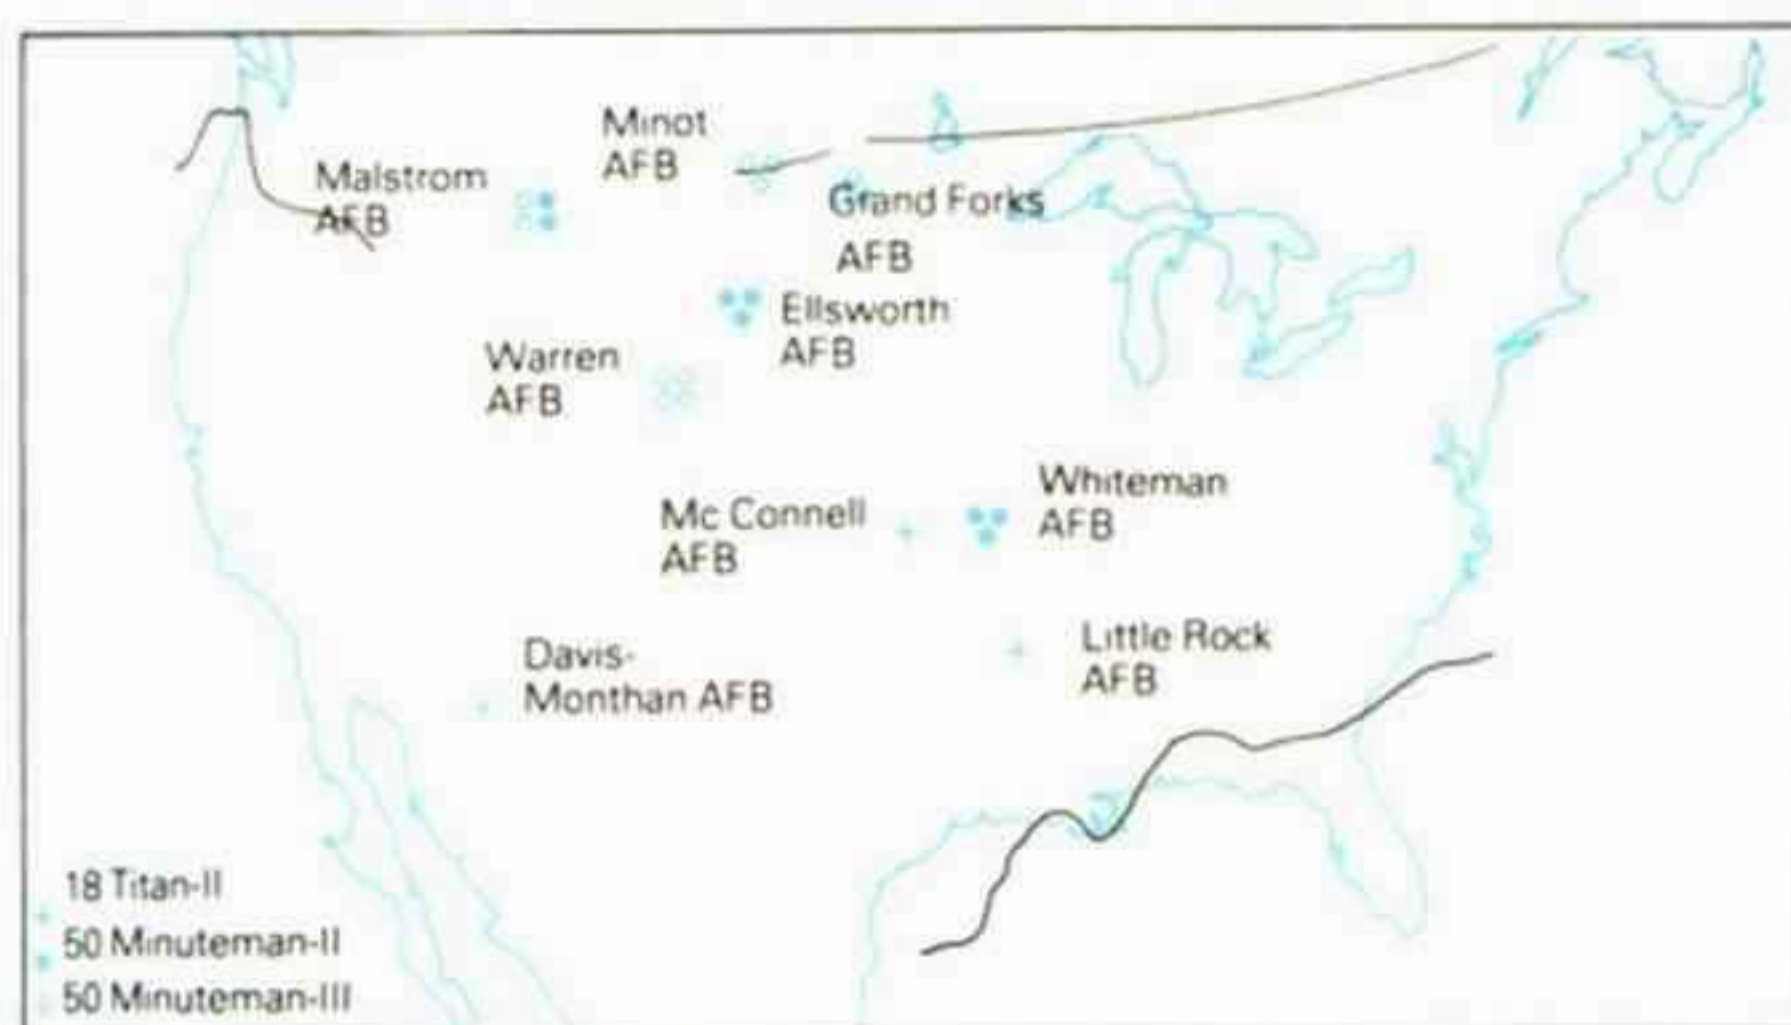 Minot
AFB
Malstrom
AFB
Grand Forks
AFB
Ellsworth
AFB
Warren
AFB
Whiteman
AFB
Mc Connell
AFB
Little Rock
AFB
Davis-
Monthan AFB
18 Titan-II
50 Minuteman-II
50 Minuteman-III